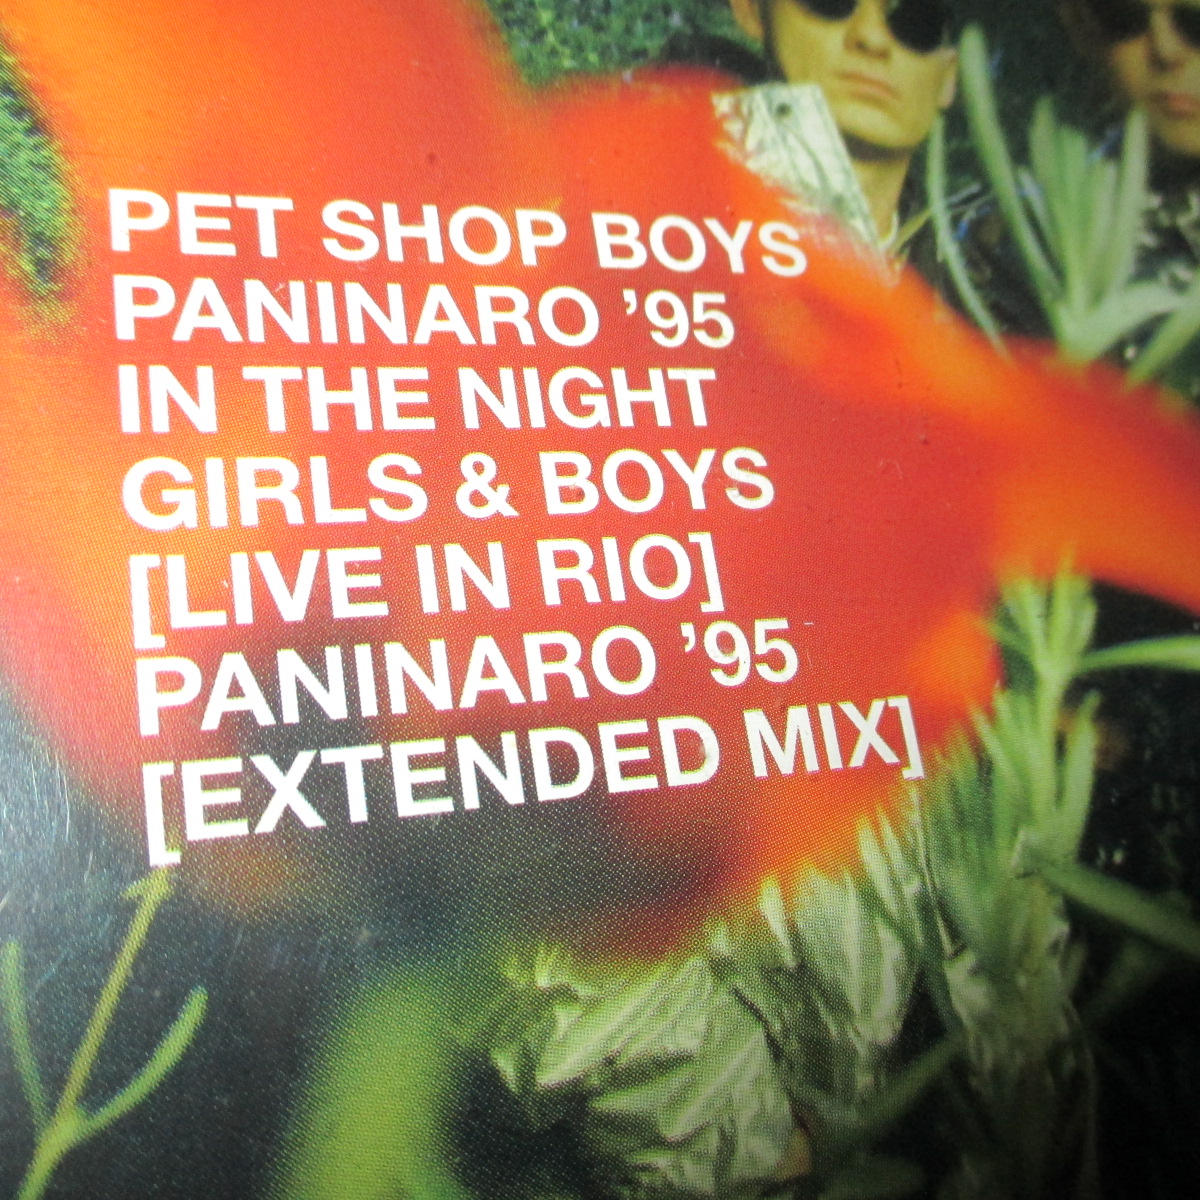 PET SHOP BOYS
PANINARO ’95
IN THE NIGHT
GIRLS & BOYS
[LIVE IN RIO]
PANINARO ’95
[EXTENDED MIX]